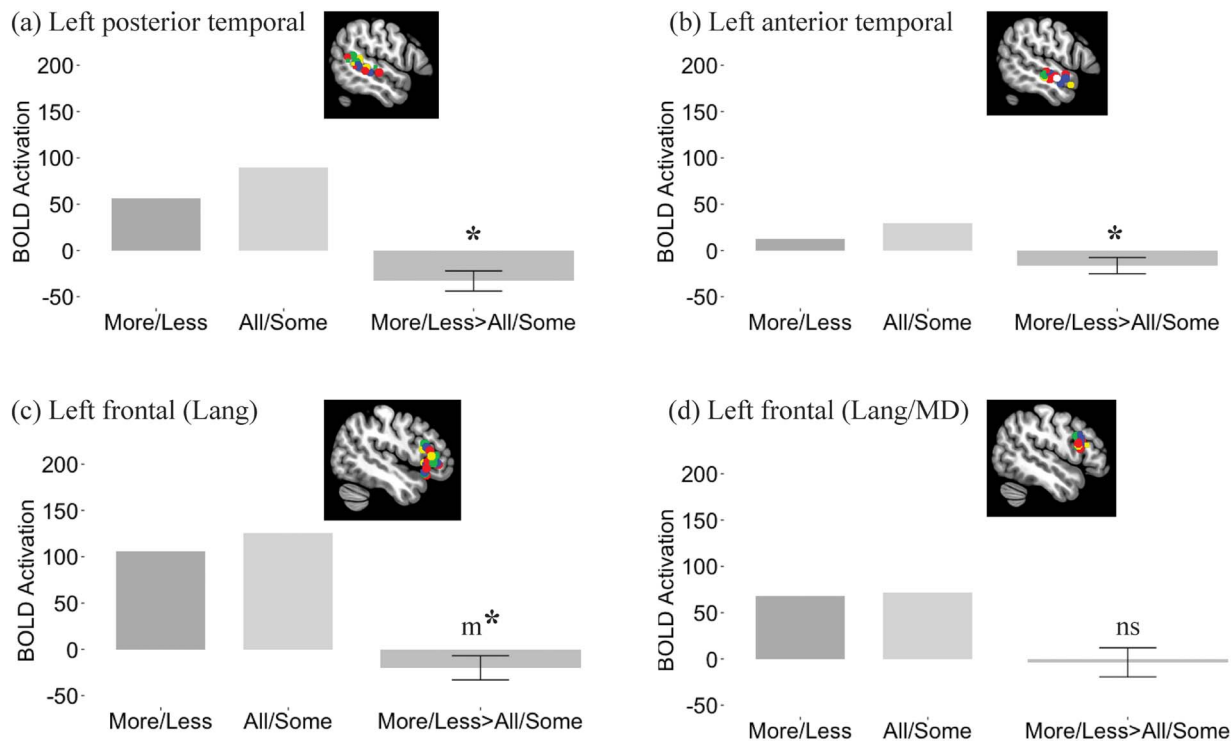 (a) Left posterior temporal
BOLD Activation
200
150
100
50
0
-50
*
More/Less
All/Some
More/Less>All/Some
(b) Left anterior temporal
BOLD Activation
200
150
100
50
0
-50
*
More/Less
All/Some
More/Less>All/Some
(c) Left frontal (Lang)
BOLD Activation
200
150
100
50
0
-50
m*
More/Less
All/Some
More/Less>All/Some
(d) Left frontal (Lang/MD)
BOLD Activation
200
150
100
50
0
-50
ns
More/Less
All/Some
More/Less>All/Some